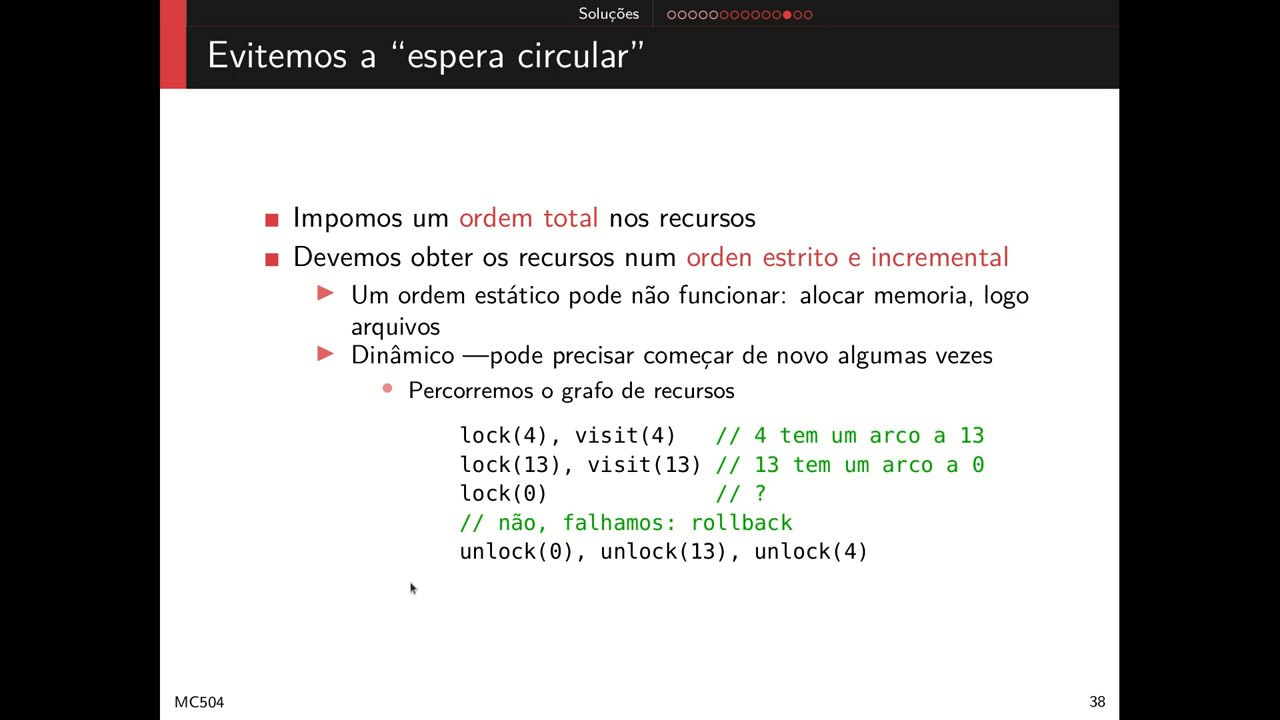 Soluções
Evitemos a “espera circular”
Impomos um ordem total nos recursos
Devemos obter os recursos num orden estrito e incremental
Um ordem estático pode não funcionar: alocar memoria, logo
arquivos
Dinâmico —pode precisar começar de novo algumas vezes
Percorremos o grafo de recursos
lock(4), visit(4) // 4 tem um arco a 13
lock(13), visit(13) // 13 tem um arco a 0
lock(0) // ?
// não, falhamos: rollback
unlock(0), unlock(13), unlock(4)
MC504
38